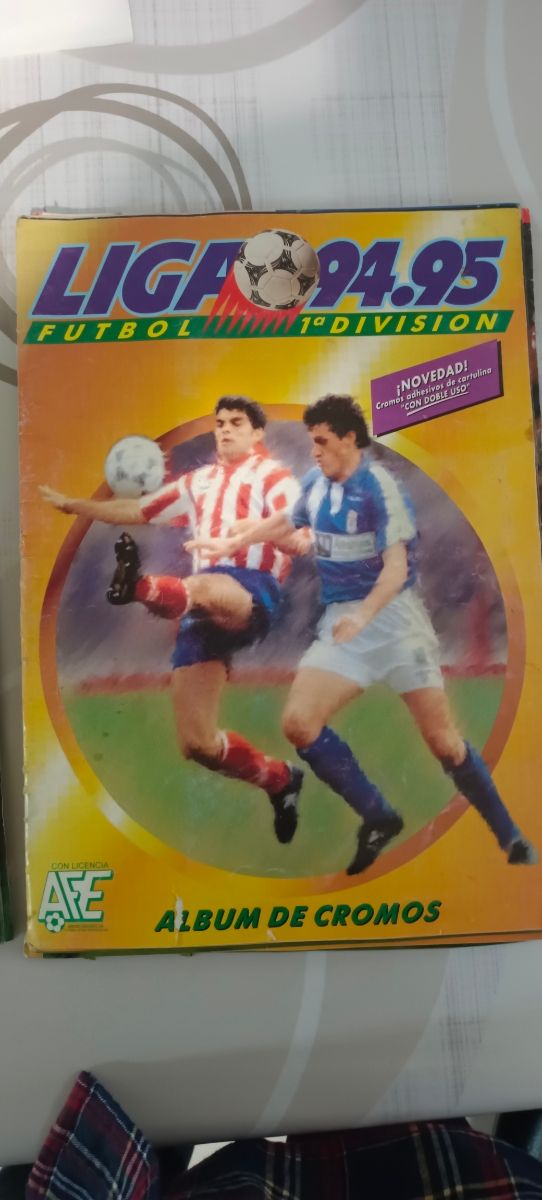 LIGA 94.95
FUTBOL 1ª DIVISION
¡NOVEDAD!
Cromos adhesivos de cartulina
"CON DOBLE USO"
CON LICENCIA
AFE
ALBUM DE CROMOS